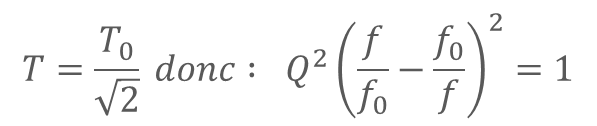 T = T₀/√2 donc : Q²(f/f₀ − f₀/f)² = 1